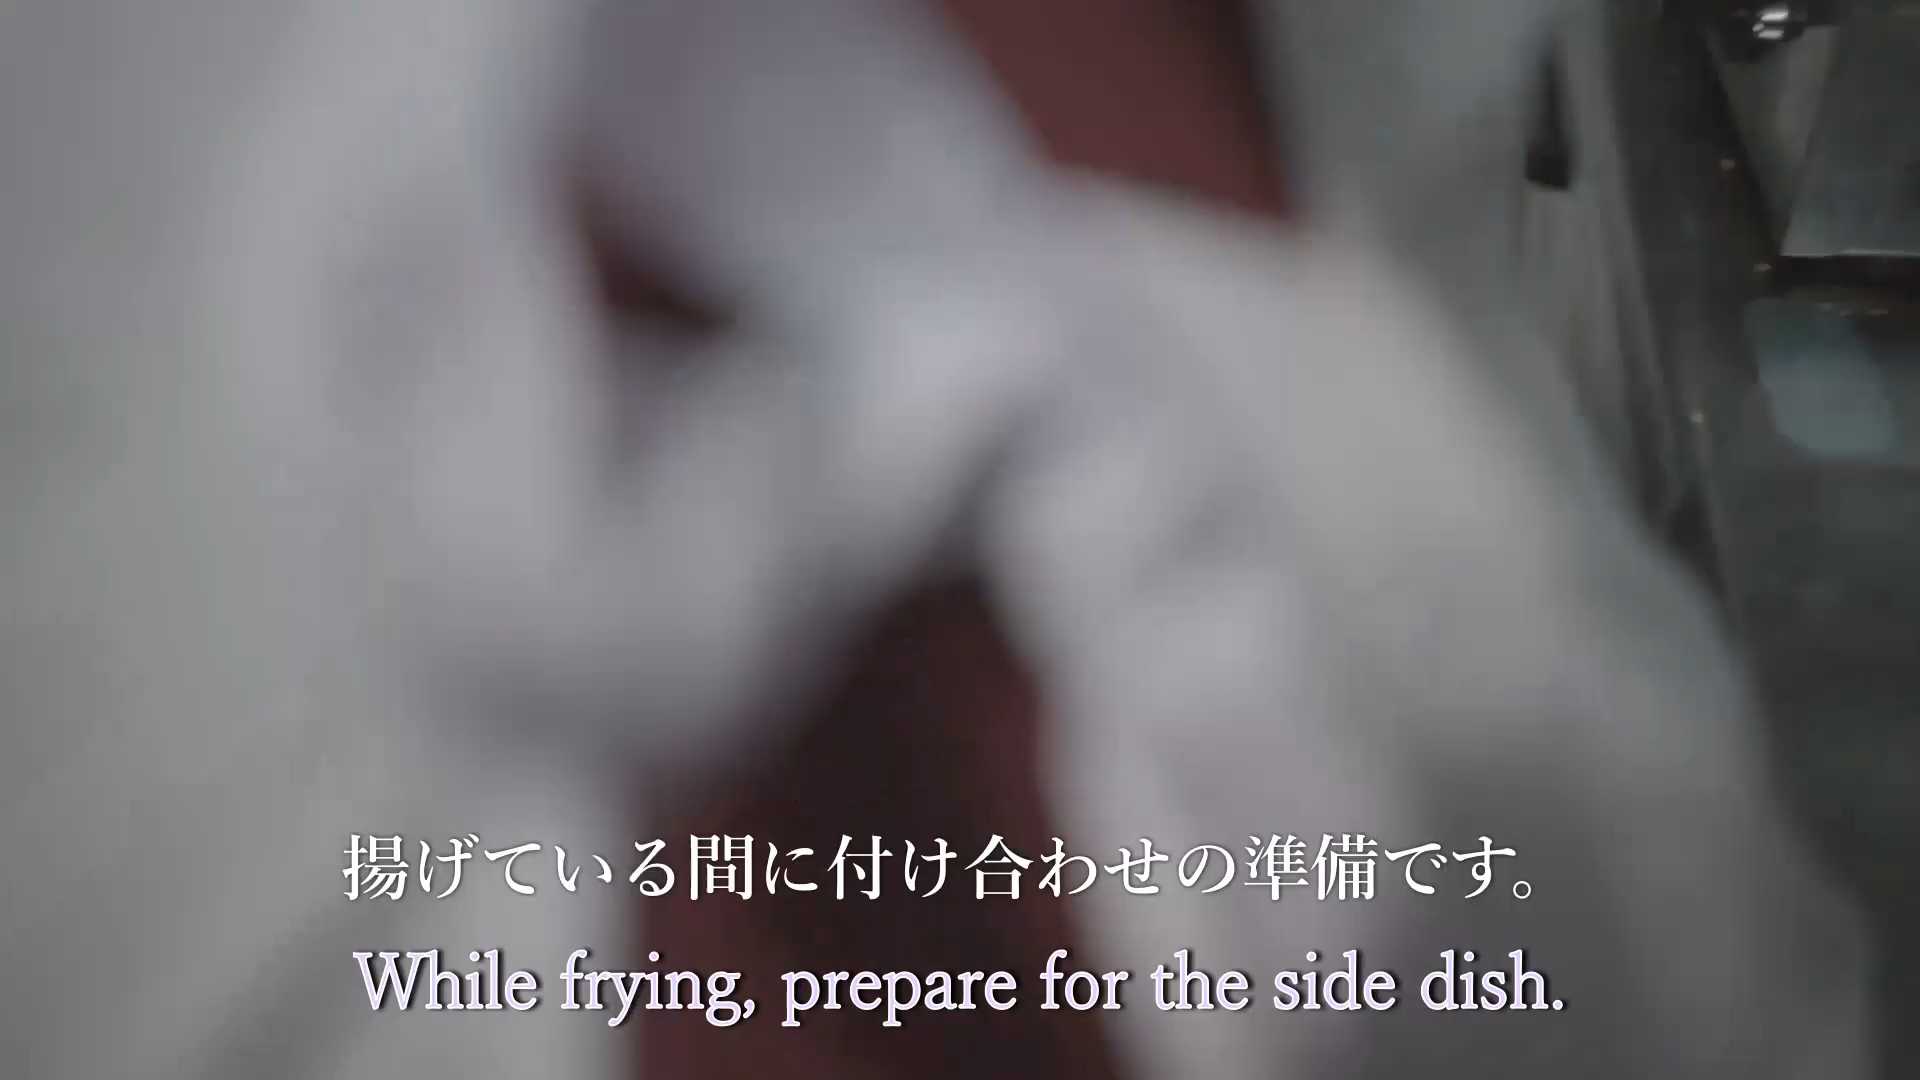 揚げている間に付け合わせの準備です。
While frying, prepare for the side dish.